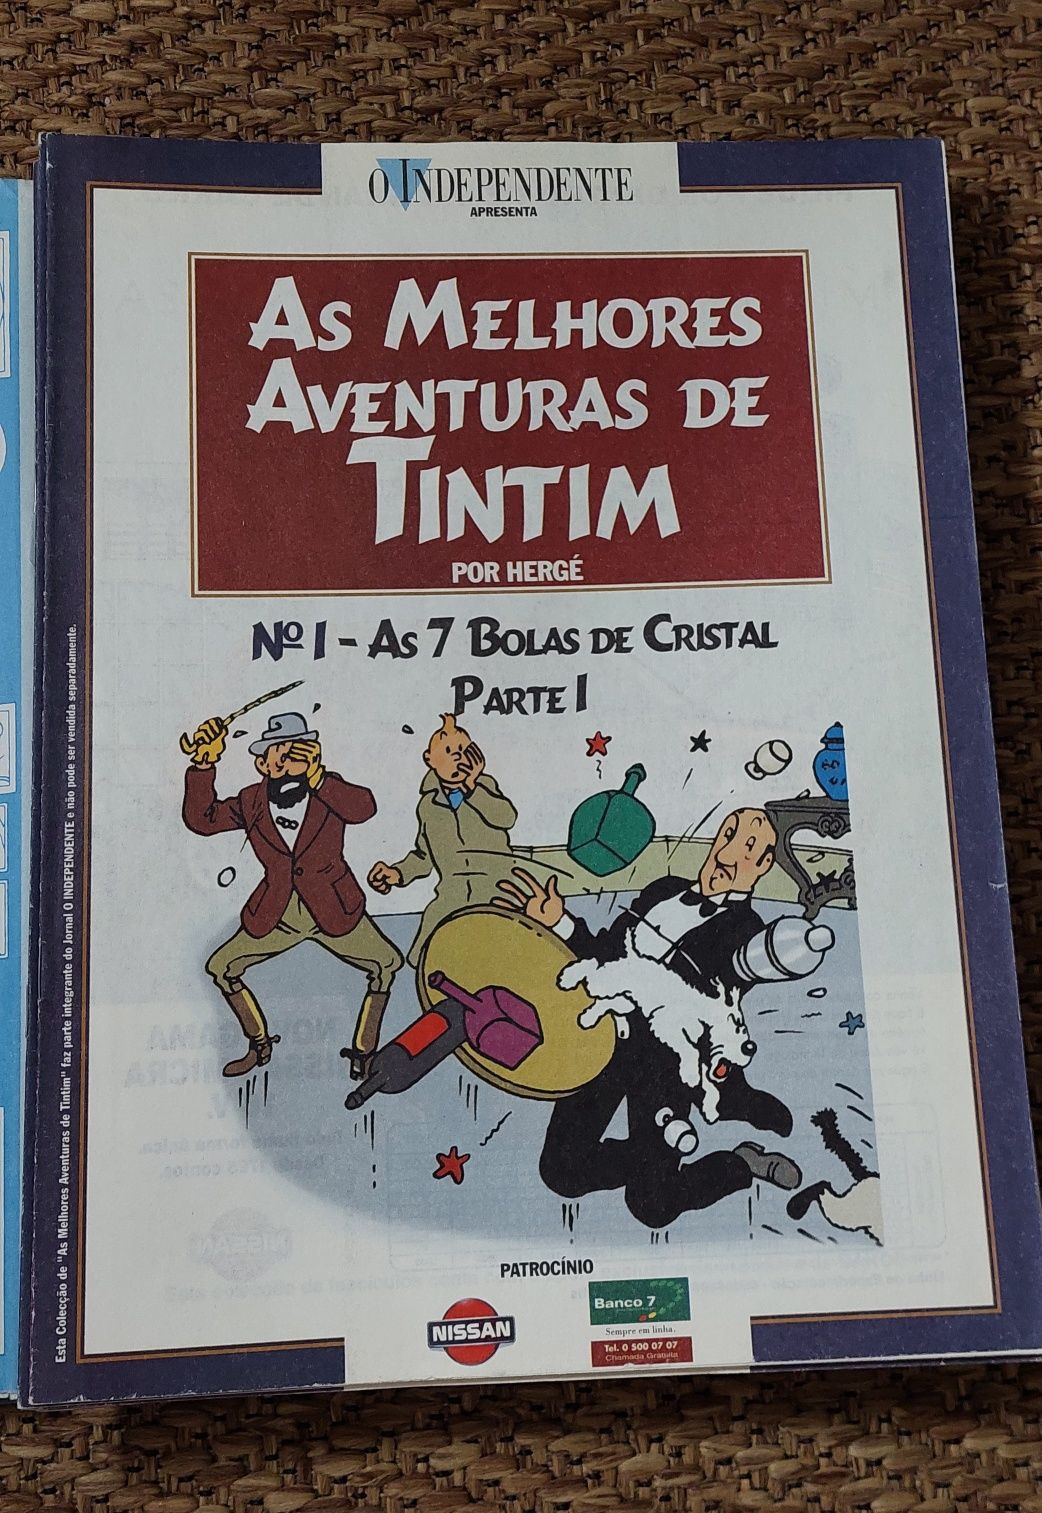 O INDEPENDENTE
APRESENTA
AS MELHORES
AVENTURAS DE
TINTIM
POR HERGÉ
Nº 1 - AS 7 BOLAS DE CRISTAL
PARTE 1
Esta Colecção de "As Melhores Aventuras de Tintim" faz parte integrante do Jornal O INDEPENDENTE e não pode ser vendida separadamente.
PATROCÍNIO
NISSAN
Banco 7
Sempre em linha.
Tel. 0 500 07 07
Chamada Gratuita